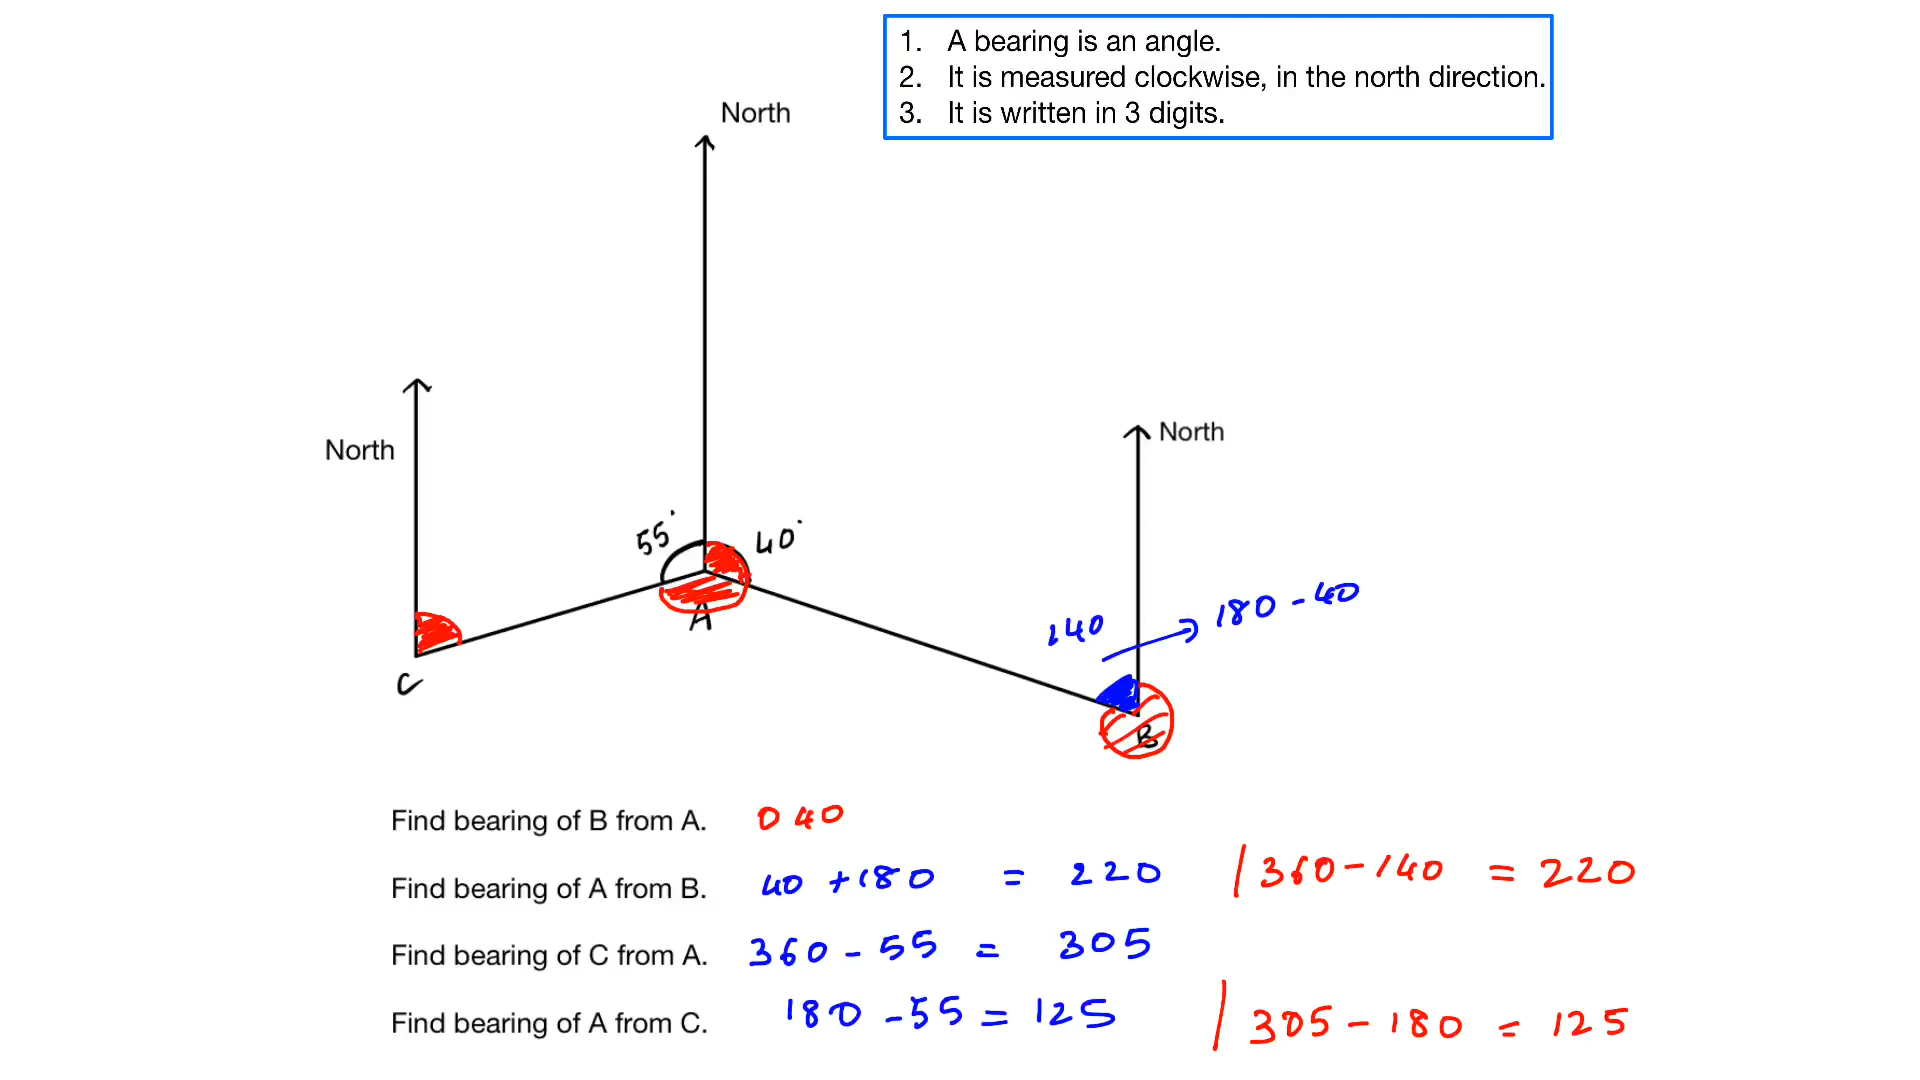 1. A bearing is an angle.
2. It is measured clockwise, in the north direction.
3. It is written in 3 digits.
North
North
North
55°
40°
A
C
140
180 - 40
B
Find bearing of B from A. 040
Find bearing of A from B. 40 + 180 = 220 | 360 - 140 = 220
Find bearing of C from A. 360 - 55 = 305
Find bearing of A from C. 180 - 55 = 125 | 305 - 180 = 125